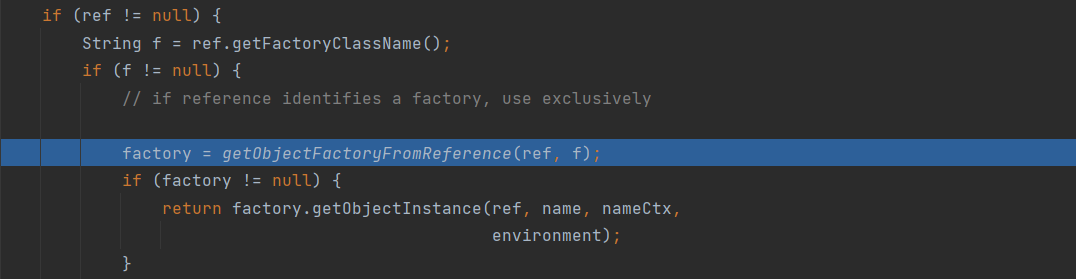 if (ref != null) {
String f = ref.getFactoryClassName();
if (f != null) {
// if reference identifies a factory, use exclusively
factory = getObjectFactoryFromReference(ref, f);
if (factory != null) {
return factory.getObjectInstance(ref, name, nameCtx,
environment);
}